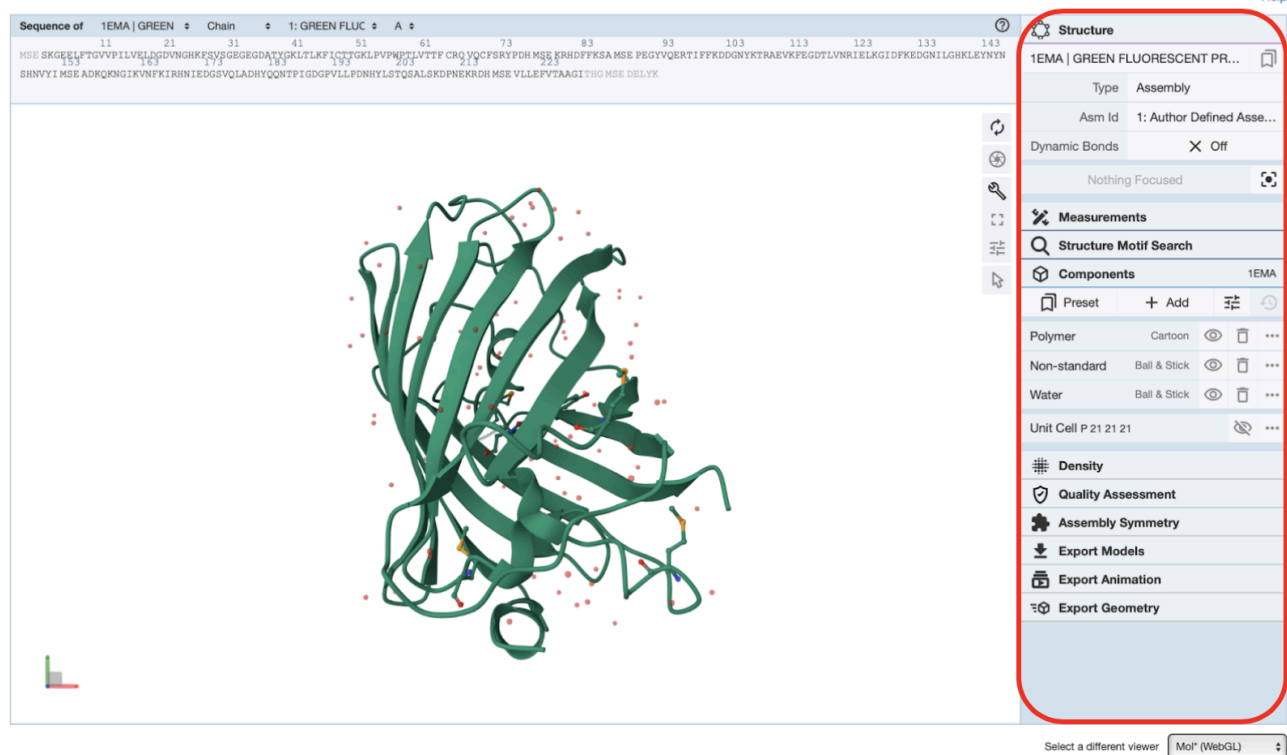 Sequence of 1EMA | GREEN Chain 1: GREEN FLUC A
11 21 31 41 51 61 73 83 93 103 113 123 133 143
MSE SKGEELFTGVVPILVELDGDVNGHKFSVSGEGEGDATYGKLTLKFICTTGKLPVPWPTLVTTF CRQ VQCFSRYPDH MSE KRHDFFKSA MSE PEGYVQERTIFFKDDGNYKTRAEVKFEGDTLVNRIELKGIDFKEDGNILGHKLEYNYN
153 163 173 183 193 203 213 223
SHNVYI MSE ADKQKNGIKVNFKIRHNIEDGSVQLADHYQQNTPIGDGPVLLPDNHYLSTQSALSKDPNEKRDH MSE VLLEFVTAAGITHG MSE DELYK
Structure
1EMA | GREEN FLUORESCENT PR...
Type Assembly
Asm Id 1: Author Defined Asse...
Dynamic Bonds Off
Nothing Focused
Measurements
Structure Motif Search
Components 1EMA
Preset + Add
Polymer Cartoon
Non-standard Ball & Stick
Water Ball & Stick
Unit Cell P 21 21 21
Density
Quality Assessment
Assembly Symmetry
Export Models
Export Animation
Export Geometry
Select a different viewer Mol* (WebGL)